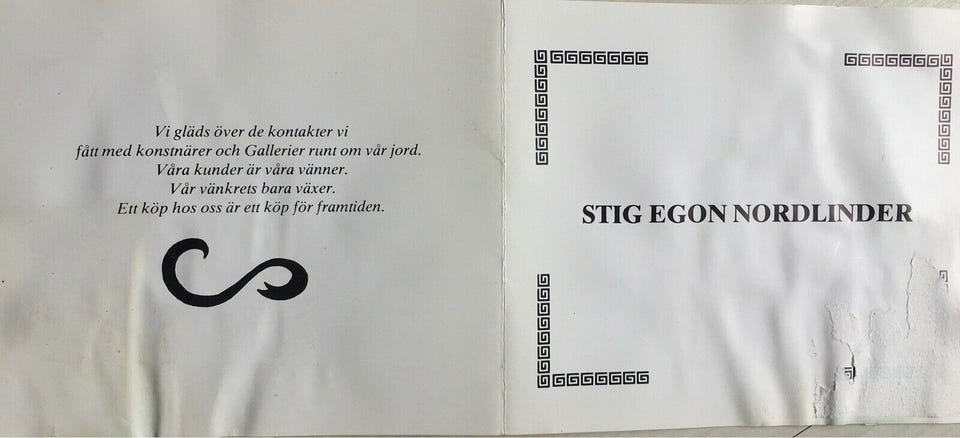 Vi gläds över de kontakter vi
fått med konstnärer och Gallerier runt om vår jord.
Våra kunder är våra vänner.
Vår vänkrets bara växer.
Ett köp hos oss är ett köp för framtiden.
STIG EGON NORDLINDER